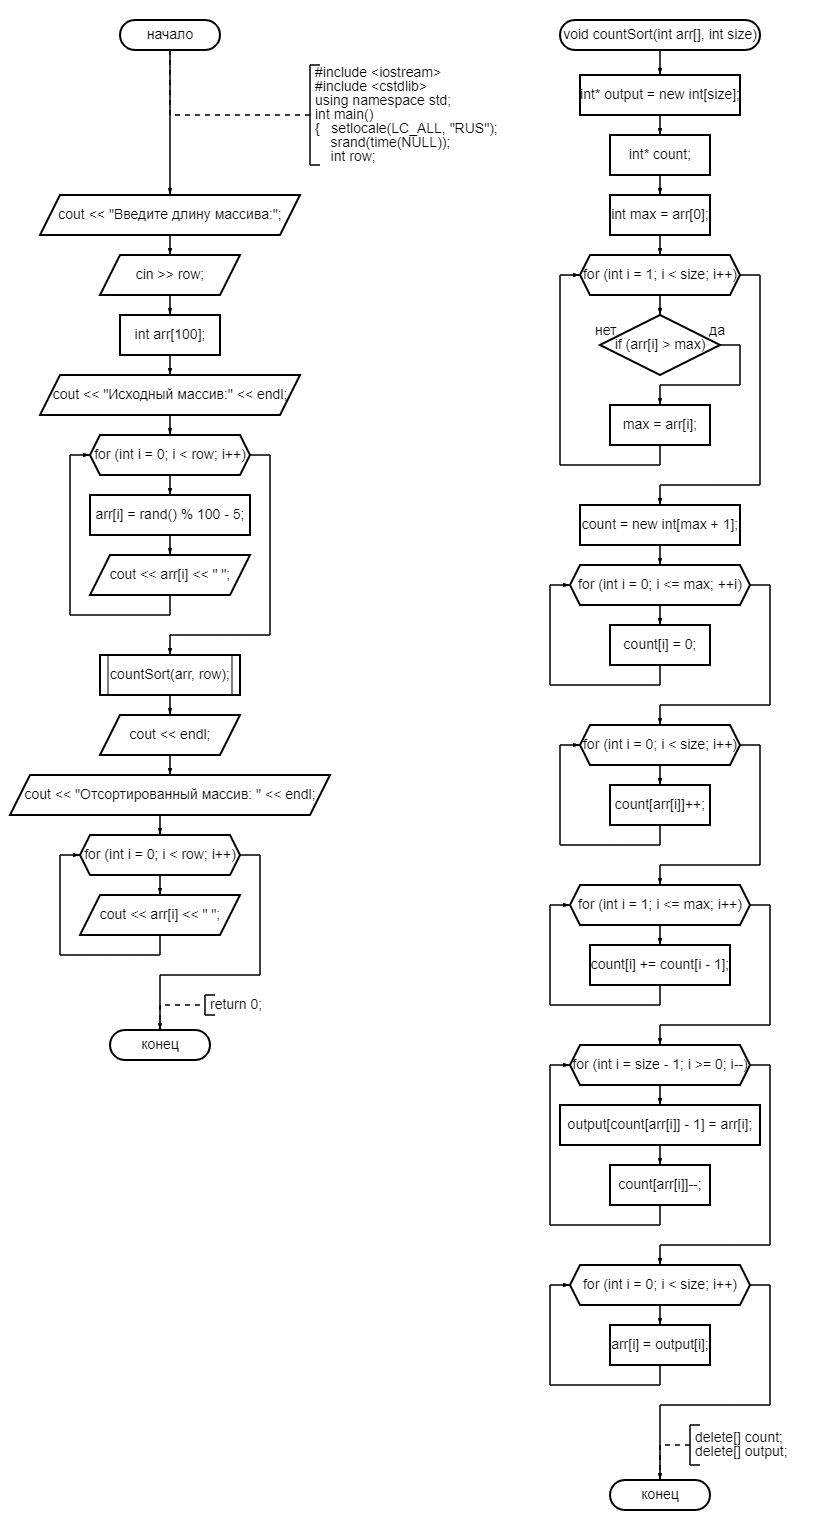 начало
#include <iostream>
#include <cstdlib>
using namespace std;
int main()
{   setlocale(LC_ALL, "RUS");
    srand(time(NULL));
    int row;
cout << "Введите длину массива:";
cin >> row;
int arr[100];
cout << "Исходный массив:" << endl;
for (int i = 0; i < row; i++)
arr[i] = rand() % 100 - 5;
cout << arr[i] << " ";
countSort(arr, row);
cout << endl;
cout << "Отсортированный массив: " << endl;
for (int i = 0; i < row; i++)
cout << arr[i] << " ";
return 0;
конец
void countSort(int arr[], int size)
int* output = new int[size];
int* count;
int max = arr[0];
for (int i = 1; i < size; i++)
нет
да
if (arr[i] > max)
max = arr[i];
count = new int[max + 1];
for (int i = 0; i <= max; ++i)
count[i] = 0;
for (int i = 0; i < size; i++)
count[arr[i]]++;
for (int i = 1; i <= max; i++)
count[i] += count[i - 1];
for (int i = size - 1; i >= 0; i--)
output[count[arr[i]] - 1] = arr[i];
count[arr[i]]--;
for (int i = 0; i < size; i++)
arr[i] = output[i];
delete[] count;
delete[] output;
конец